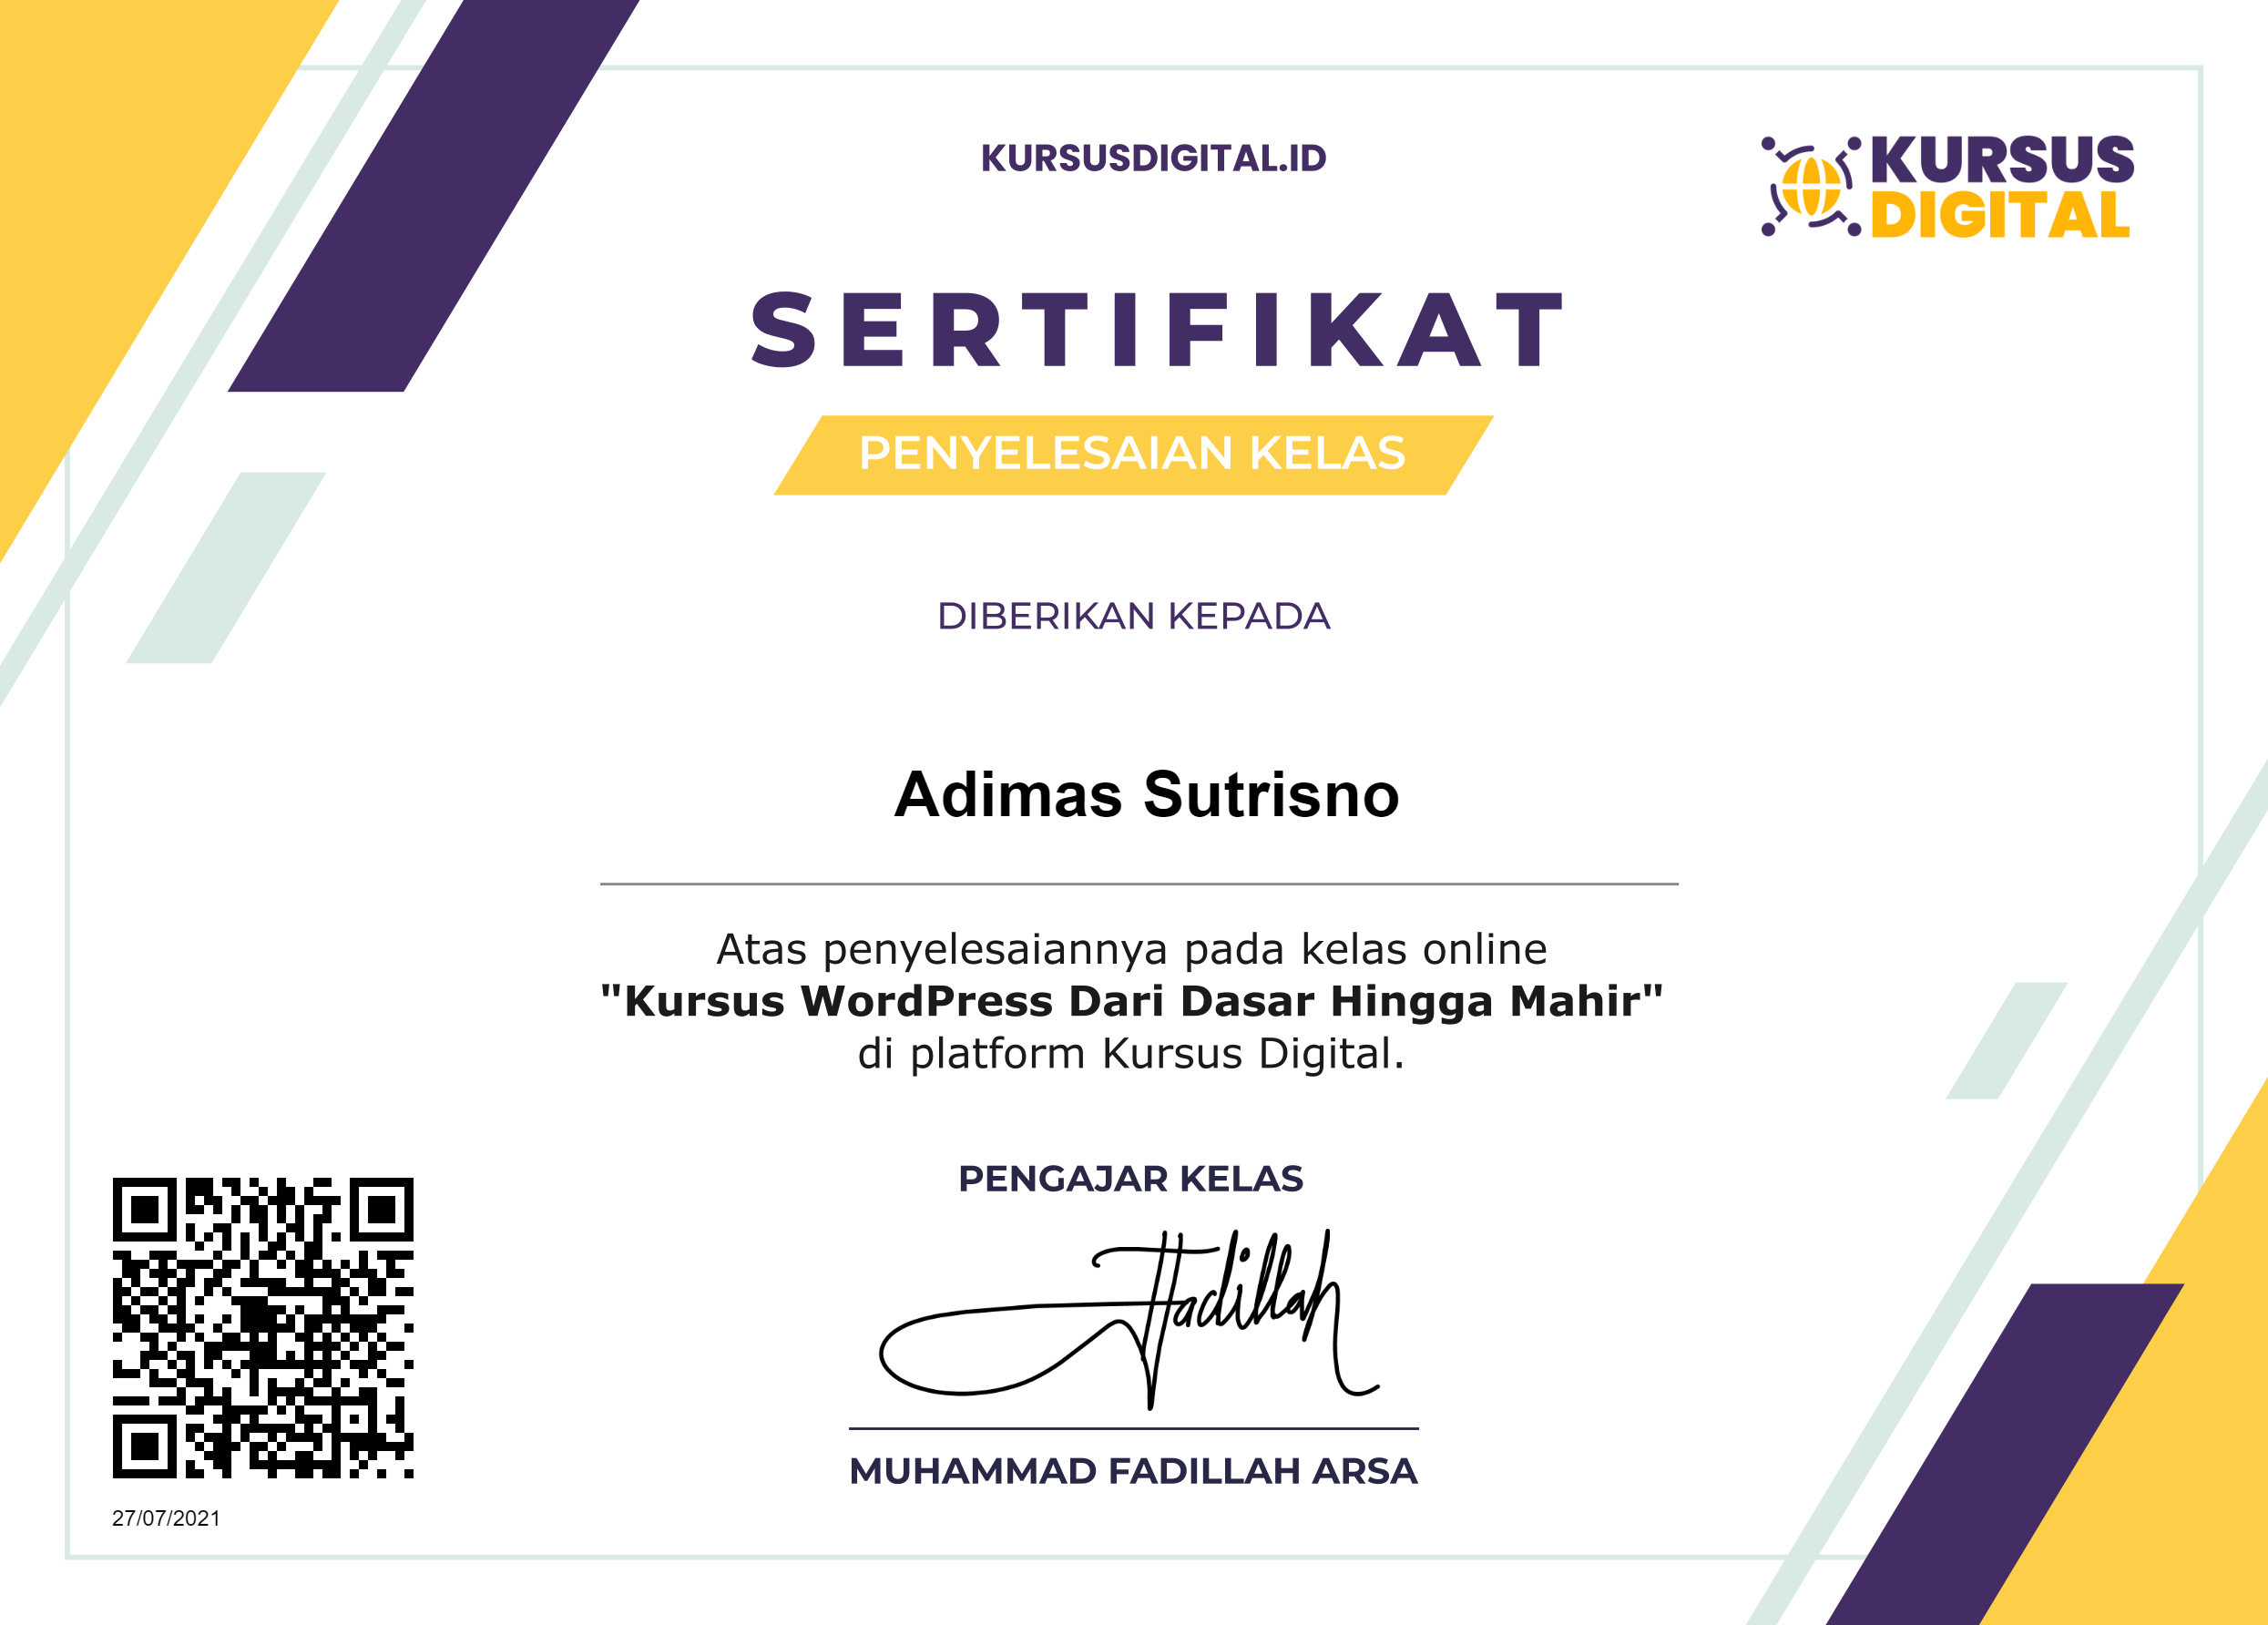 KURSUSDIGITAL.ID
KURSUS
DIGITAL
SERTIFIKAT
PENYELESAIAN KELAS
DIBERIKAN KEPADA
Adimas Sutrisno
Atas penyelesaiannya pada kelas online
"Kursus WordPress Dari Dasar Hingga Mahir"
di platform Kursus Digital.
PENGAJAR KELAS
MUHAMMAD FADILLAH ARSA
27/07/2021